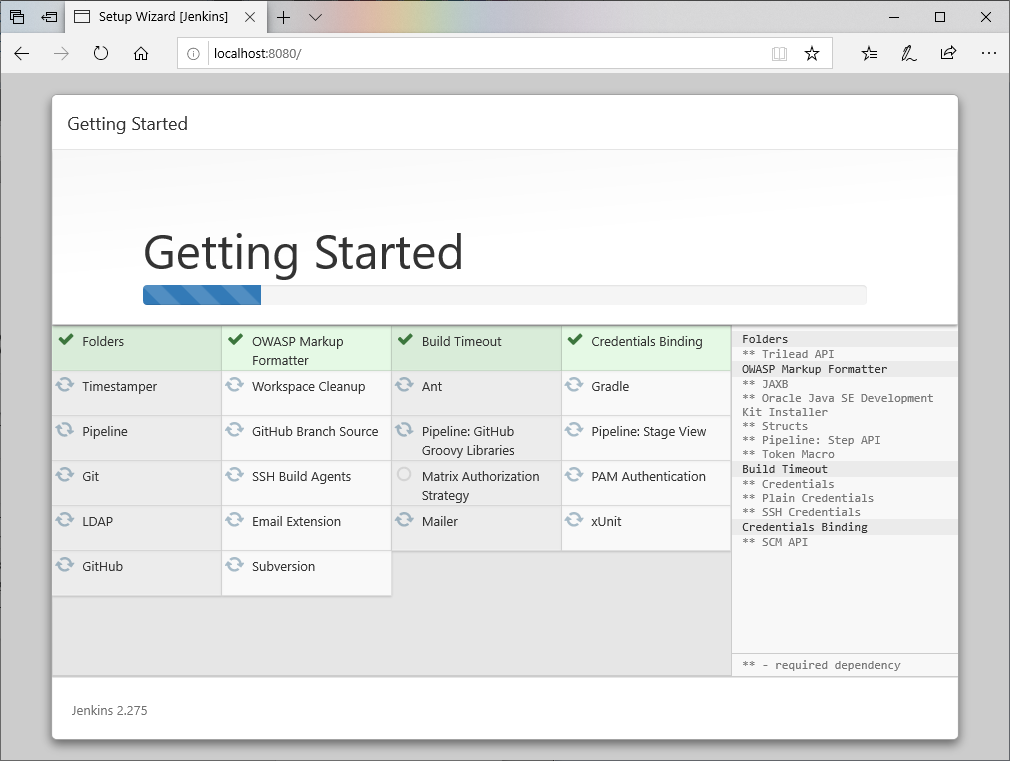 Setup Wizard [Jenkins]
localhost:8080/
Getting Started
Getting Started
Folders
OWASP Markup
Formatter
Build Timeout
Credentials Binding
Timestamper
Workspace Cleanup
Ant
Gradle
Pipeline
GitHub Branch Source
Pipeline: GitHub
Groovy Libraries
Pipeline: Stage View
Git
SSH Build Agents
Matrix Authorization
Strategy
PAM Authentication
LDAP
Email Extension
Mailer
xUnit
GitHub
Subversion
Folders
** Trilead API
OWASP Markup Formatter
** JAXB
** Oracle Java SE Development
Kit Installer
** Structs
** Pipeline: Step API
** Token Macro
Build Timeout
** Credentials
** Plain Credentials
** SSH Credentials
Credentials Binding
** SCM API
** - required dependency
Jenkins 2.275